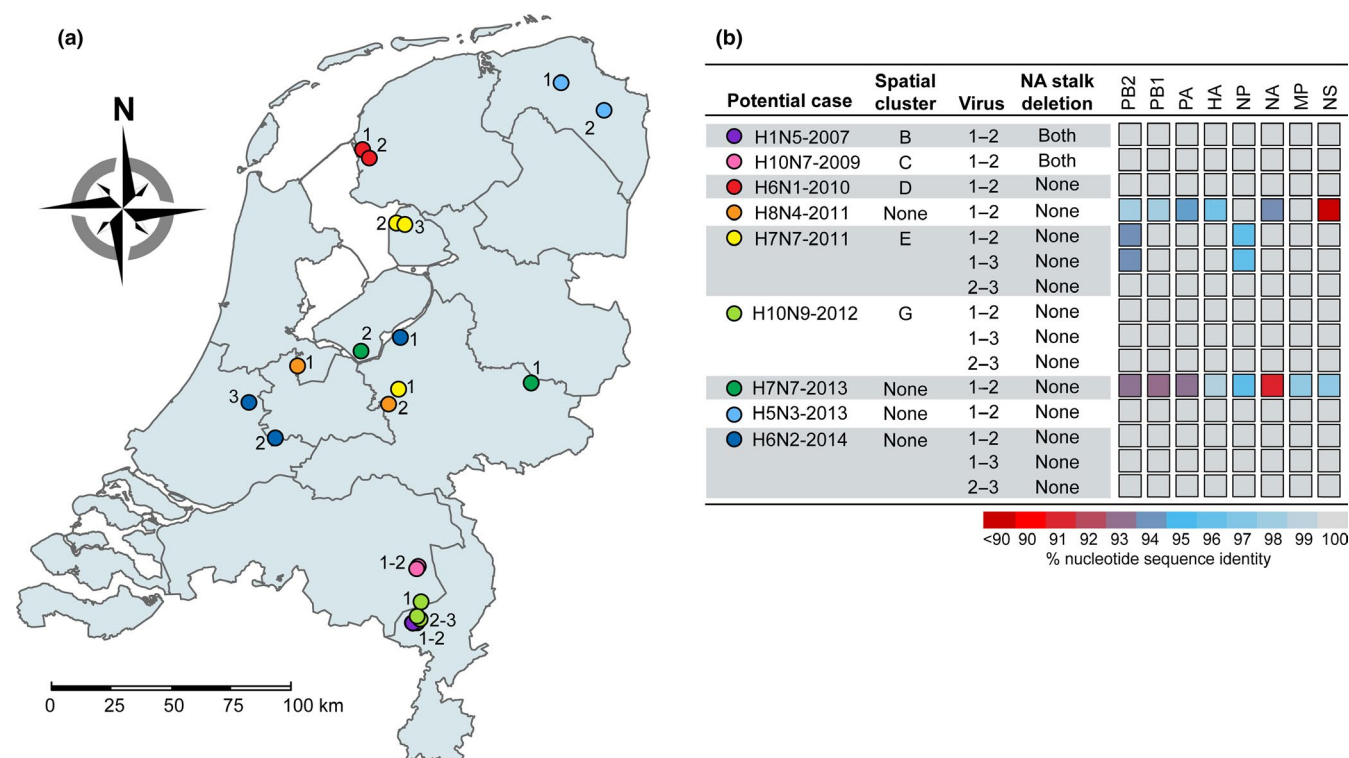 (a)
N
1
2
1
2
2
3
2
1
1
1
1
2
3
2
1-2
1
2-3
1-2
0 25 50 75 100 km
(b)
Potential case Spatial cluster Virus NA stalk deletion PB2 PB1 PA HA NP NA MP NS
H1N5-2007 B 1–2 Both
H10N7-2009 C 1–2 Both
H6N1-2010 D 1–2 None
H8N4-2011 None 1–2 None
H7N7-2011 E 1–2 None
1–3 None
2–3 None
H10N9-2012 G 1–2 None
1–3 None
2–3 None
H7N7-2013 None 1–2 None
H5N3-2013 None 1–2 None
H6N2-2014 None 1–2 None
1–3 None
2–3 None
<90 90 91 92 93 94 95 96 97 98 99 100
% nucleotide sequence identity